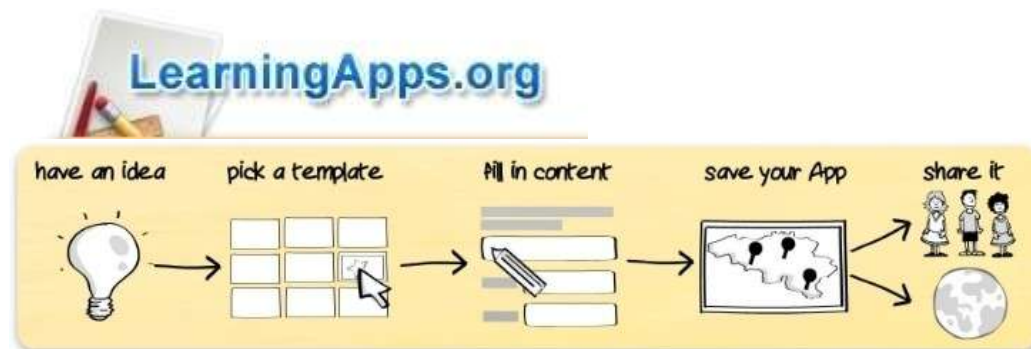 LearningApps.org
have an idea
pick a template
fill in content
save your App
share it